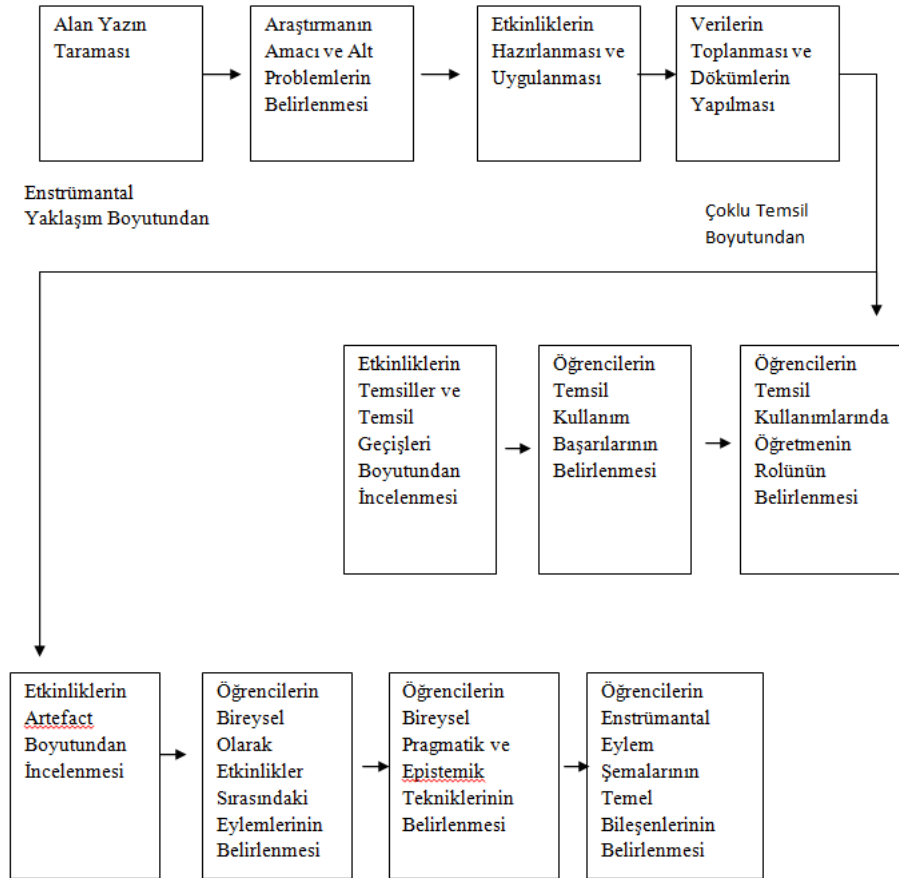 Alan Yazın
Taraması
Araştırmanın
Amacı ve Alt
Problemlerin
Belirlenmesi
Etkinliklerin
Hazırlanması ve
Uygulanması
Verilerin
Toplanması ve
Dökümlerin
Yapılması
Enstrümantal
Yaklaşım Boyutundan
Çoklu Temsil
Boyutundan
Etkinliklerin
Temsiller ve
Temsil
Geçişleri
Boyutundan
İncelenmesi
Öğrencilerin
Temsil
Kullanım
Başarılarının
Belirlenmesi
Öğrencilerin
Temsil
Kullanımlarında
Öğretmenin
Rolünün
Belirlenmesi
Etkinliklerin
Artefact
Boyutundan
İncelenmesi
Öğrencilerin
Bireysel
Olarak
Etkinlikler
Sırasındaki
Eylemlerinin
Belirlenmesi
Öğrencilerin
Bireysel
Pragmatik ve
Epistemik
Tekniklerinin
Belirlenmesi
Öğrencilerin
Enstrümantal
Eylem
Şemalarının
Temel
Bileşenlerinin
Belirlenmesi